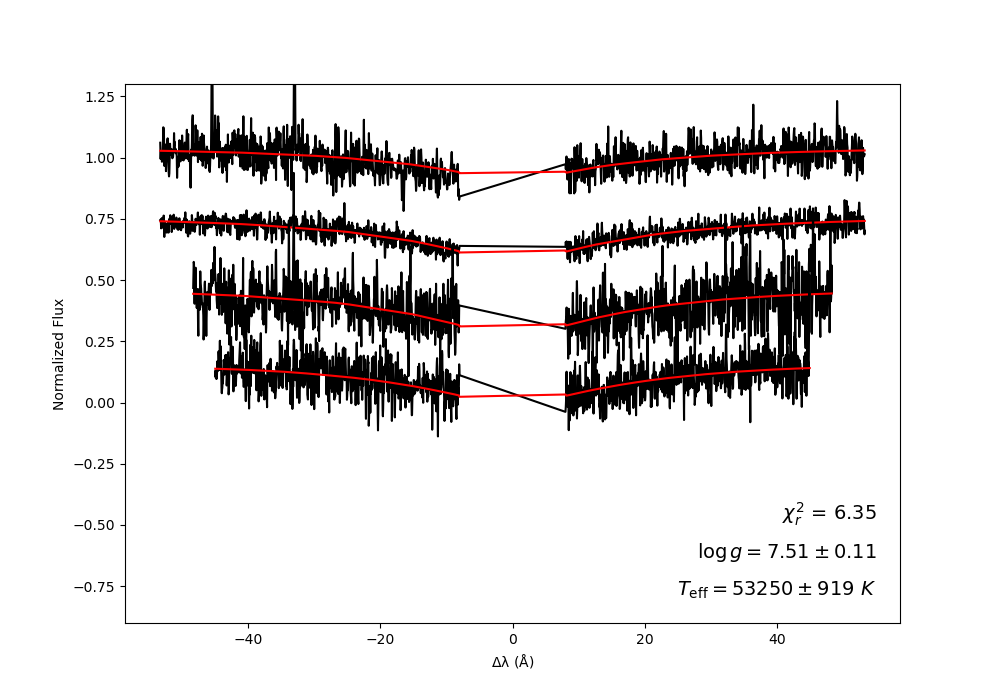 1.25
1.00
0.75
0.50
0.25
0.00
−0.25
−0.50
−0.75
Normalized Flux
χ²ᵣ = 6.35
log g = 7.51 ± 0.11
T_eff = 53250 ± 919 K
−40 −20 0 20 40
Δλ (Å)